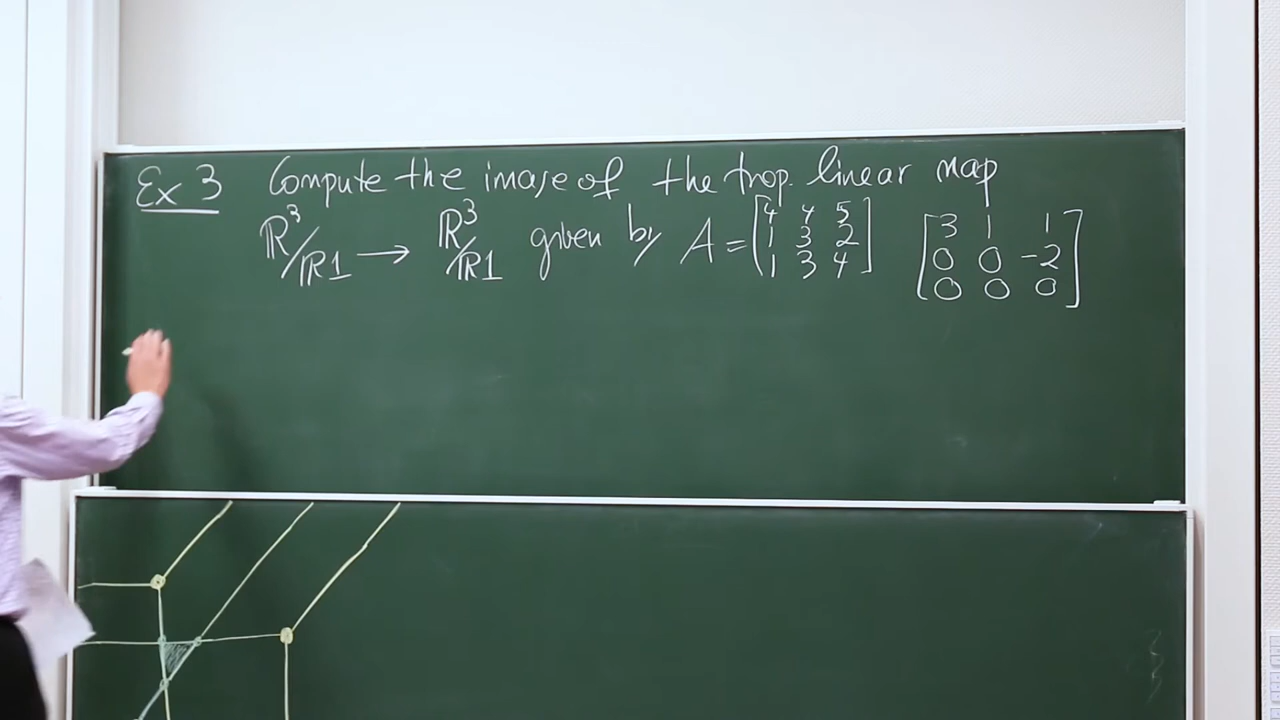 Ex 3 Compute the image of the trop. linear map
ℝ³/ℝ1 → ℝ³/ℝ1 given by A = [4 4 5
1 3 2
1 3 4] [3 1 1
0 0 -2
0 0 0]